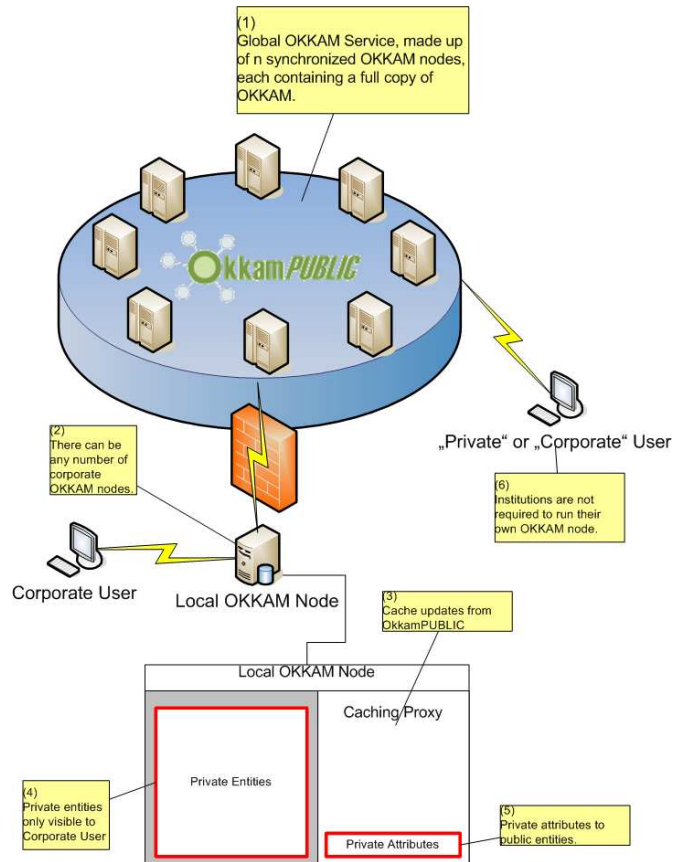 (1)
Global OKKAM Service, made up
of n synchronized OKKAM nodes,
each containing a full copy of
OKKAM.
OkkamPUBLIC
(2)
There can be
any number of
corporate
OKKAM nodes.
„Private“ or „Corporate“ User
(6)
Institutions are not
required to run their
own OKKAM node.
Corporate User
Local OKKAM Node
(3)
Cache updates from
OkkamPUBLIC
Local OKKAM Node
Caching Proxy
Private Entities
(4)
Private entities
only visible to
Corporate User
Private Attributes
(5)
Private attributes to
public entities.